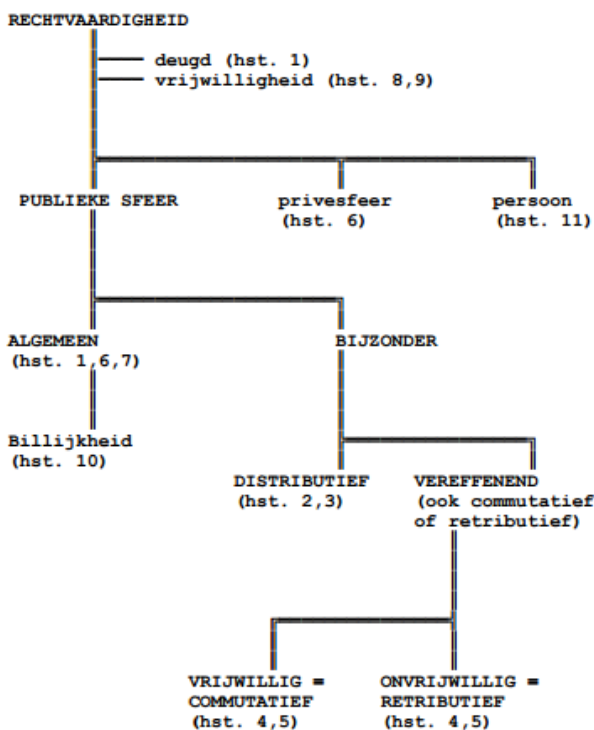 RECHTVAARDIGHEID
deugd (hst. 1)
vrijwilligheid (hst. 8,9)
PUBLIEKE SFEER
privesfeer
(hst. 6)
persoon
(hst. 11)
ALGEMEEN
(hst. 1,6,7)
BIJZONDER
Billijkheid
(hst. 10)
DISTRIBUTIEF
(hst. 2,3)
VEREFFENEND
(ook commutatief
of retributief)
VRIJWILLIG =
COMMUTATIEF
(hst. 4,5)
ONVRIJWILLIG =
RETRIBUTIEF
(hst. 4,5)